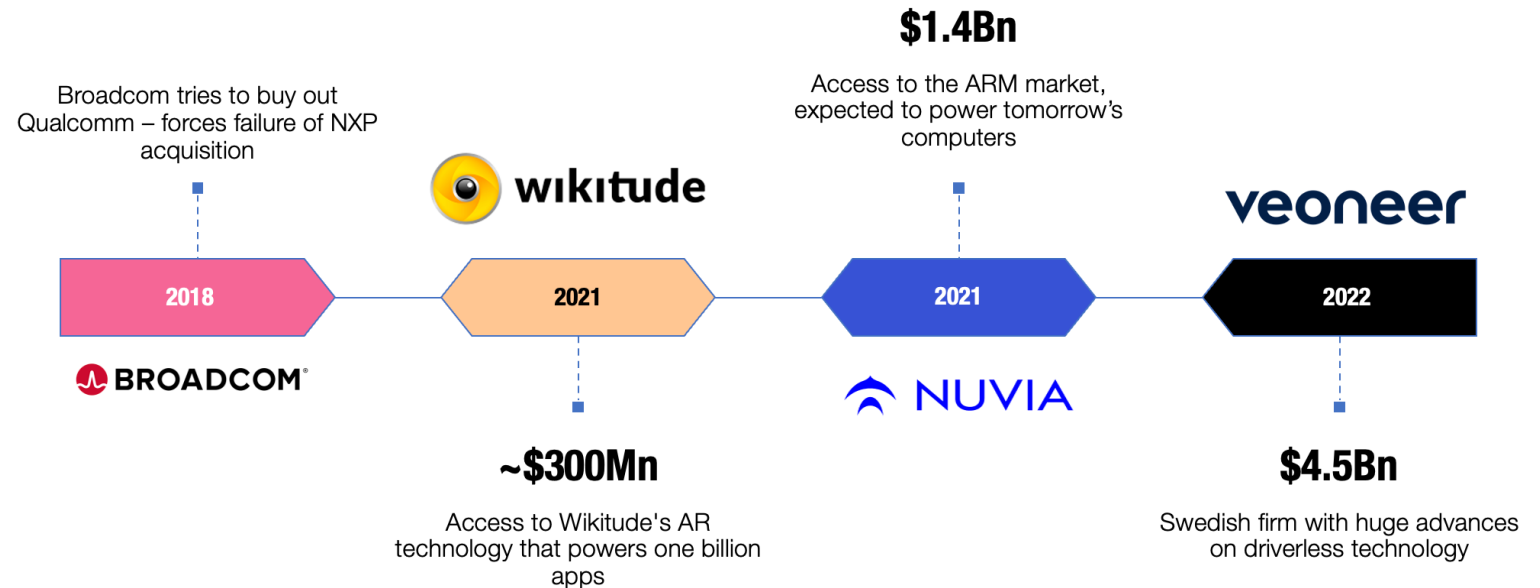 Broadcom tries to buy out
Qualcomm – forces failure of NXP
acquisition
2018
BROADCOM®
wikitude
2021
~$300Mn
Access to Wikitude's AR
technology that powers one billion
apps
$1.4Bn
Access to the ARM market,
expected to power tomorrow’s
computers
2021
NUVIA
veoneer
2022
$4.5Bn
Swedish firm with huge advances
on driverless technology